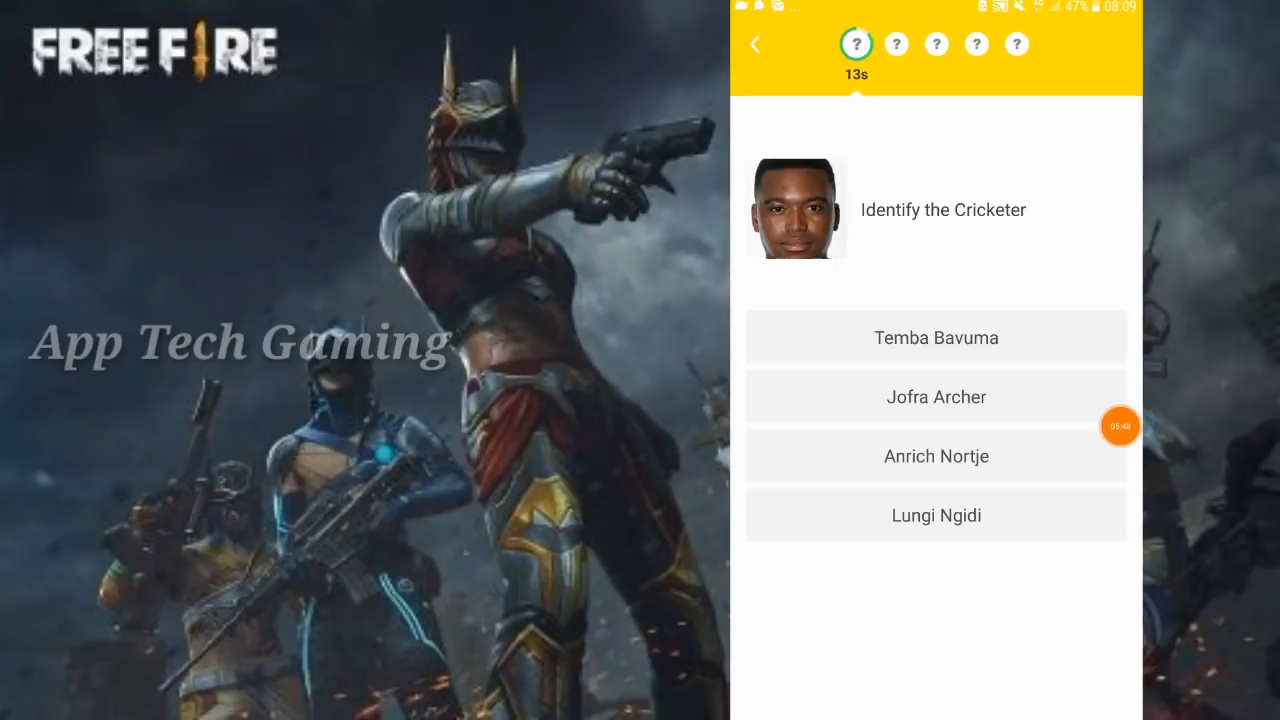 FREE FIRE
App Tech Gaming
... 4G 47% 08:09
? ? ? ? ?
13s
Identify the Cricketer
Temba Bavuma
Jofra Archer
05:48
Anrich Nortje
Lungi Ngidi